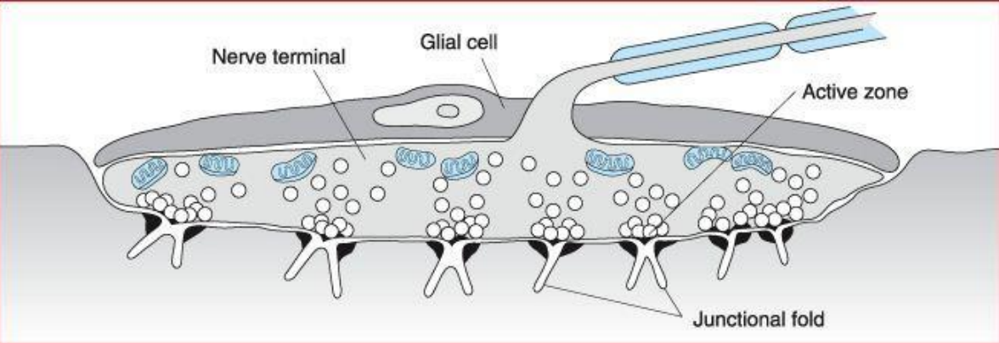 Glial cell
Nerve terminal
Active zone
Junctional fold